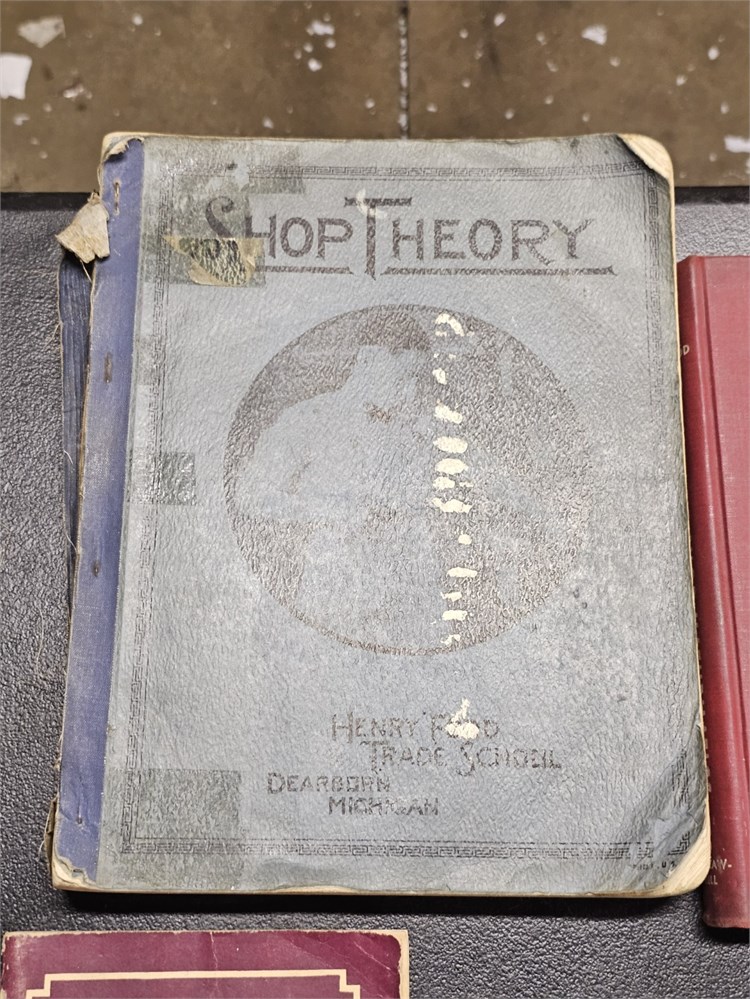 Shop Theory
Henry Ford
Trade School
Dearborn
Michigan